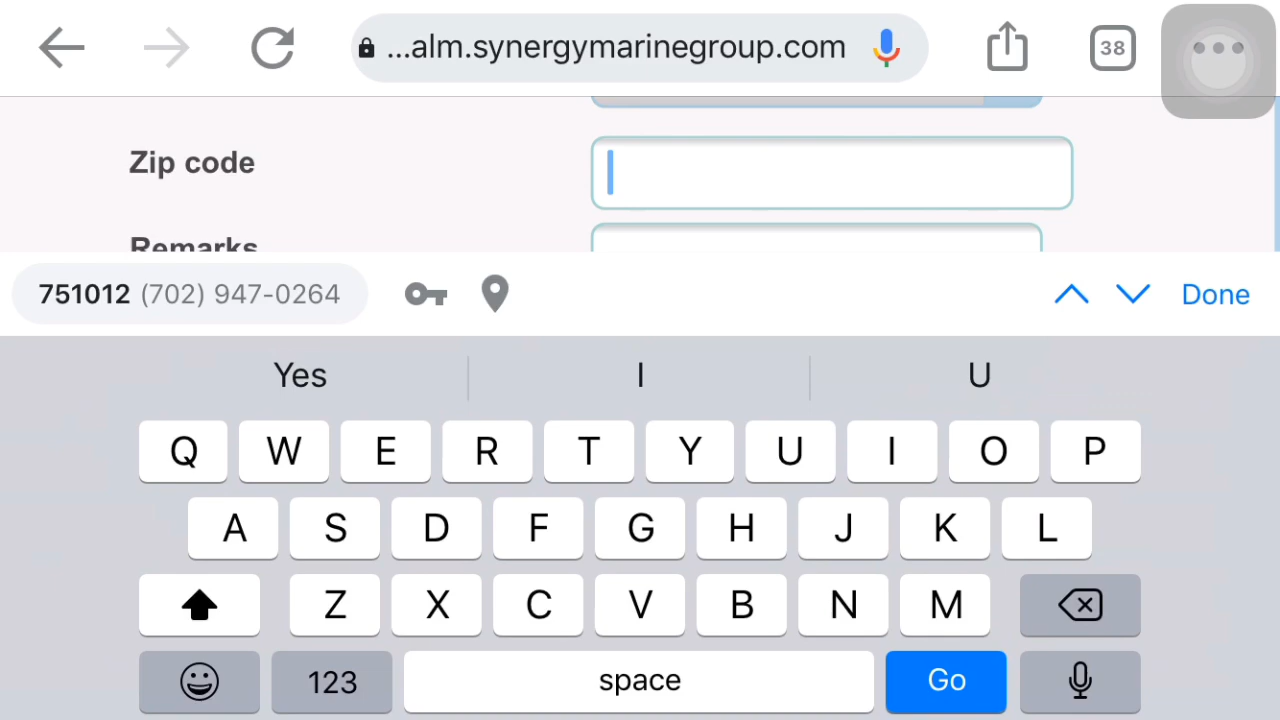 ...alm.synergymarinegroup.com
38
Zip code
Remarks
751012 (702) 947-0264
Done
Yes I U
Q W E R T Y U I O P
A S D F G H J K L
Z X C V B N M
123 space Go